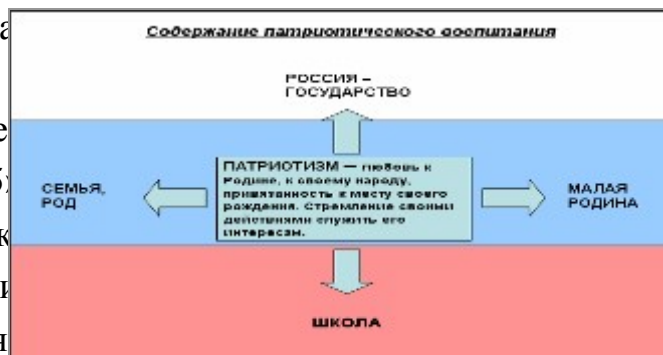 Содержание патриотического воспитания
РОССИЯ –
ГОСУДАРСТВО
СЕМЬЯ,
РОД
ПАТРИОТИЗМ — любовь к
Родине, к своему народу,
привязанность к месту своего
рождения. Стремление своими
действиями служить его
интересам.
МАЛАЯ
РОДИНА
ШКОЛА